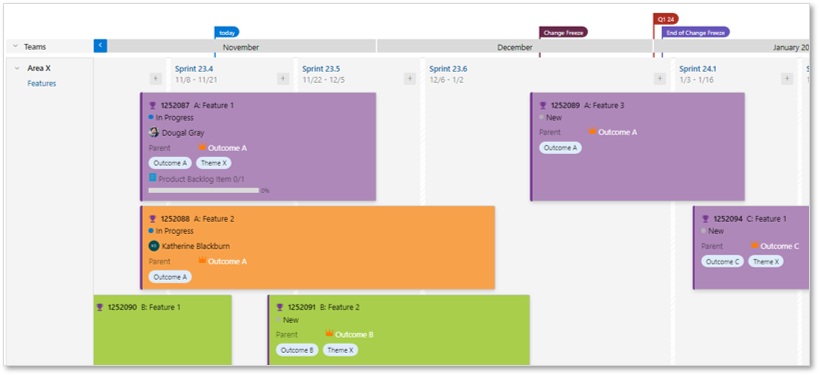 Q1 24
today
Change Freeze
End of Change Freeze
Teams
November
December
January 20
Area X
Features
Sprint 23.4
11/8 - 11/21
Sprint 23.5
11/22 - 12/5
Sprint 23.6
12/6 - 1/2
Sprint 24.1
1/3 - 1/16
1252087 A: Feature 1
In Progress
Dougal Gray
Parent Outcome A
Outcome A Theme X
Product Backlog Item 0/1
0%
1252089 A: Feature 3
New
Parent Outcome A
Outcome A
1252088 A: Feature 2
In Progress
Katherine Blackburn
Parent Outcome A
Outcome A
1252094 C: Feature 1
New
Parent Outcome C
Outcome C Theme X
1252090 B: Feature 1
1252091 B: Feature 2
New
Parent Outcome B
Outcome B Theme X